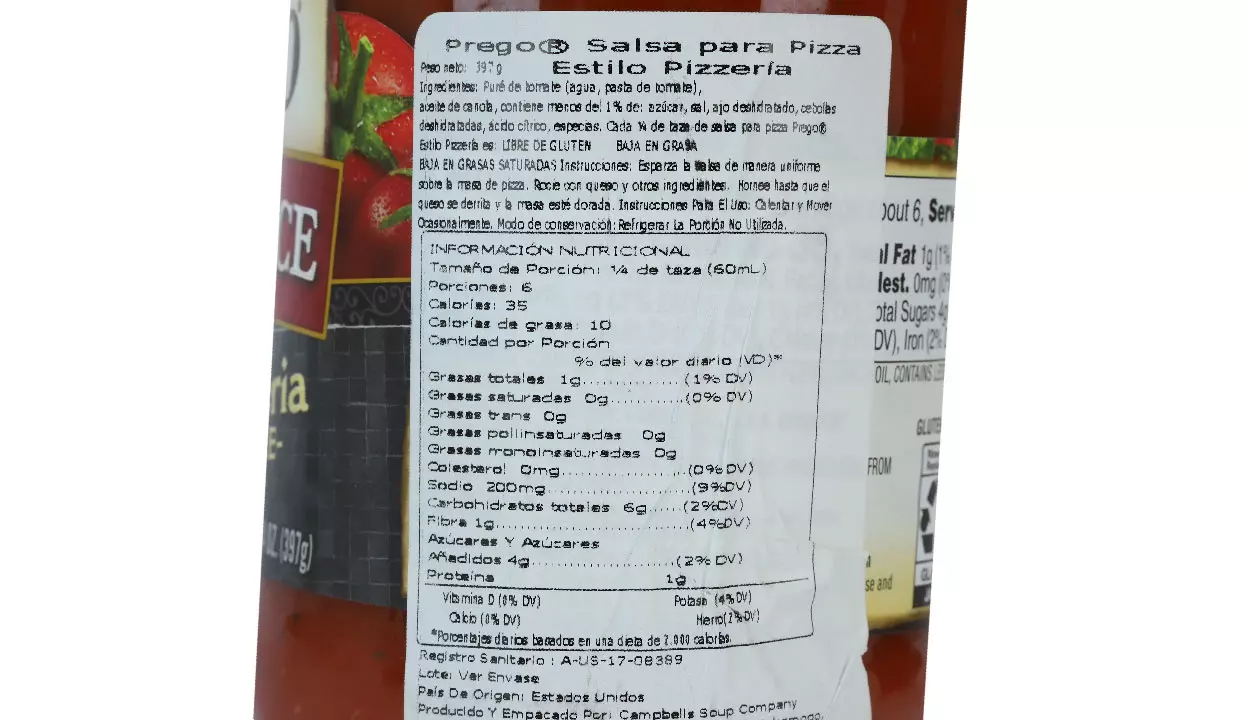 Prego® Salsa para Pizza
Peso neto: 397g Estilo Pizzería
Ingredientes: Puré de tomate (agua, pasta de tomate),
aceite de canola, contiene menos del 1% de: azúcar, sal, ajo deshidratado, cebollas
deshidratadas, ácido cítrico, especias. Cada ¼ de taza de salsa para pizza Prego®
Estilo Pizzería es: LIBRE DE GLUTEN BAJA EN GRASA
BAJA EN GRASAS SATURADAS Instrucciones: Esparza la salsa de manera uniforme
sobre la masa de pizza. Rocíe con queso y otros ingredientes. Hornee hasta que el
queso se derrita y la masa esté dorada. Instrucciones Para El Uso: Calentar y Mover
Ocasionalmente. Modo de conservación: Refrigerar La Porción No Utilizada.
INFORMACIÓN NUTRICIONAL
Tamaño de Porción: ¼ de taza (60mL)
Porciones: 6
Calorías: 35
Calorías de grasa: 10
Cantidad por Porción
% del valor diario (VD)*
Grasas totales 1g.............(1% DV)
Grasas saturadas 0g..........(0% DV)
Grasas trans 0g
Grasas poliinsaturadas 0g
Grasas monoinsaturadas 0g
Colesterol 0mg.................(0% DV)
Sodio 200mg....................(9%DV)
Carbohidratos totales 6g......(2%DV)
Fibra 1g...........................(4%DV)
Azúcares Y Azúcares
Añadidos 4g....................(2% DV)
Proteína 1g
Vitamina D (0% DV) Potasa (4%DV)
Calcio (0% DV) Hierro(2%DV)
*Porcentajes diarios basados en una dieta de 2.000 calorías.
Registro Sanitario : A-US-17-08389
Lote: Ver Envase
País De Origen: Estados Unidos
Producido Y Empacado Por: Campbells Soup Company
CE
ria
E-
OZ. (397g)
bout 6, Serv
al Fat 1g (1%
lest. 0mg (0%
otal Sugars 4g
DV), Iron (2%
OIL, CONTAINS LES
GLUTE
FROM
se and